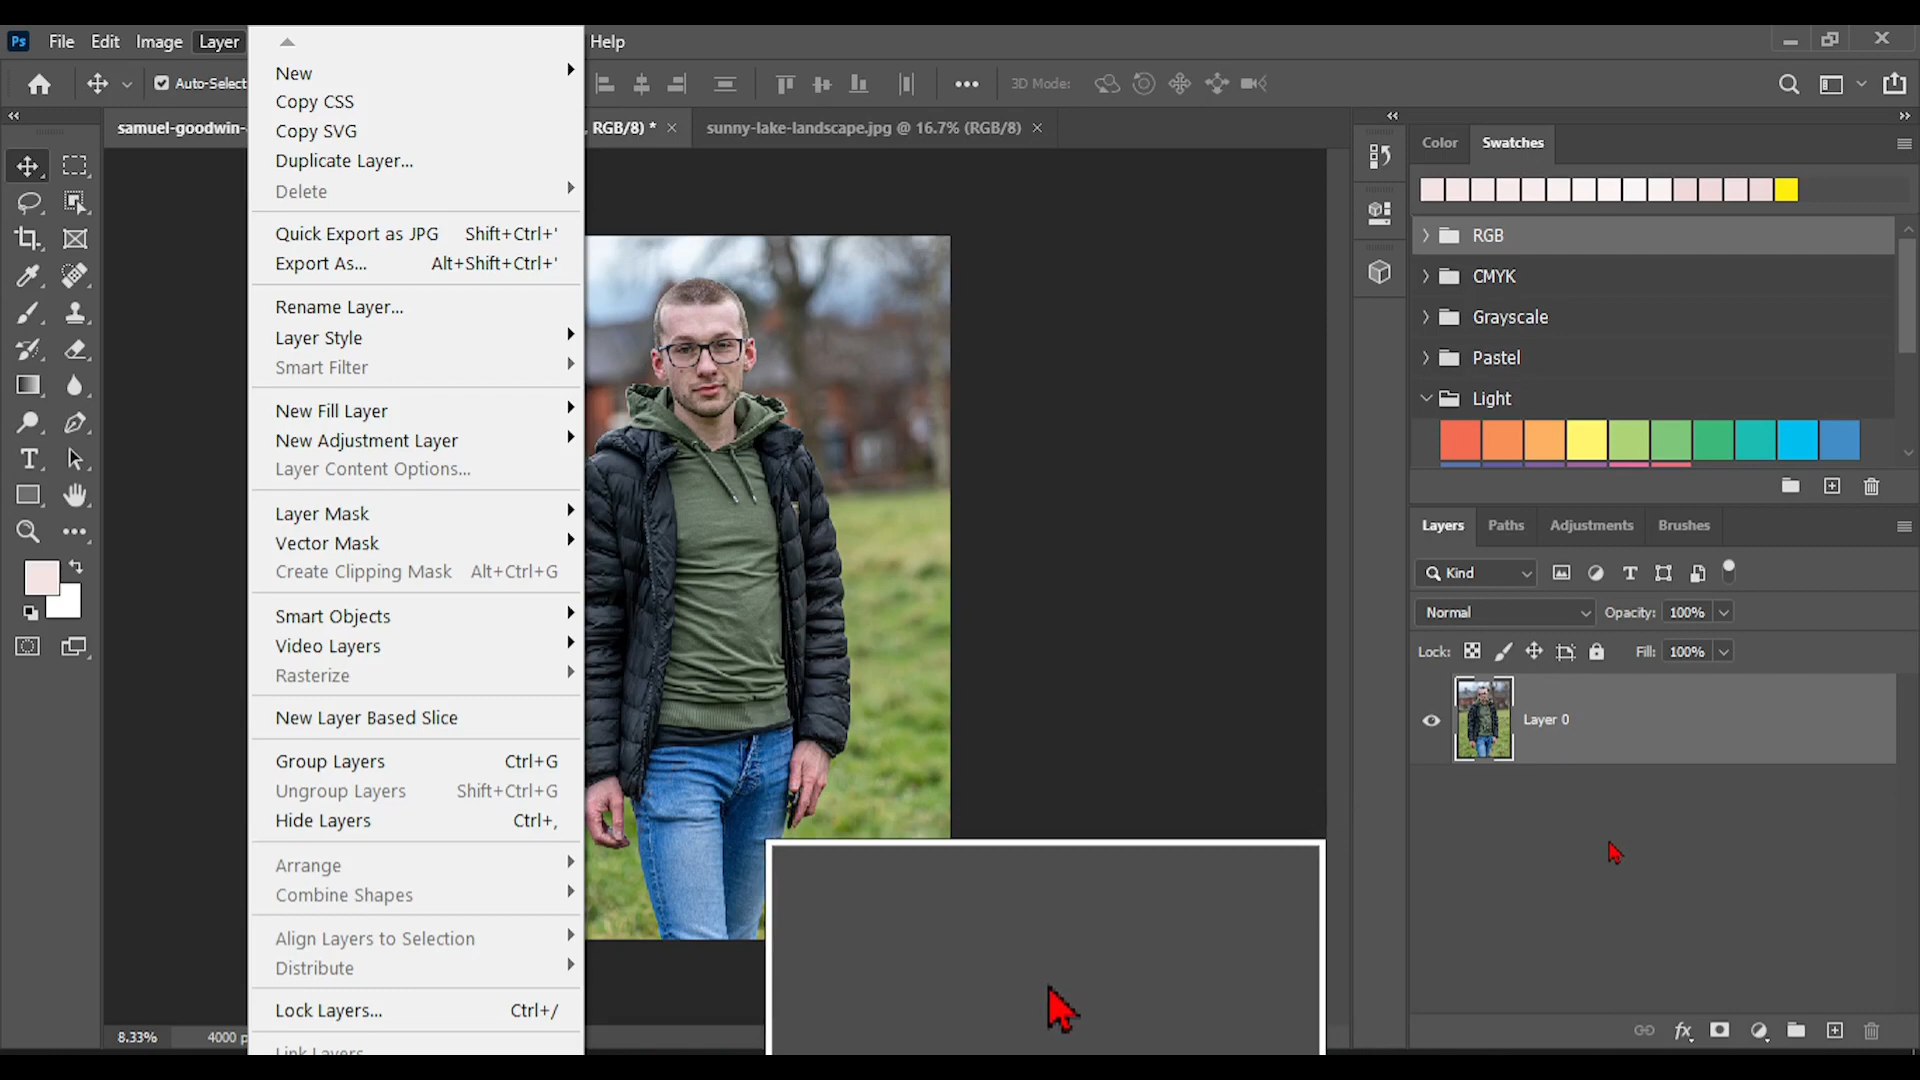 Ps File Edit Image Layer Help
Auto-Select 3D Mode:
samuel-goodwin- RGB/8) * × sunny-lake-landscape.jpg @ 16.7% (RGB/8) ×
New
Copy CSS
Copy SVG
Duplicate Layer...
Delete
Quick Export as JPG Shift+Ctrl+'
Export As... Alt+Shift+Ctrl+'
Rename Layer...
Layer Style
Smart Filter
New Fill Layer
New Adjustment Layer
Layer Content Options...
Layer Mask
Vector Mask
Create Clipping Mask Alt+Ctrl+G
Smart Objects
Video Layers
Rasterize
New Layer Based Slice
Group Layers Ctrl+G
Ungroup Layers Shift+Ctrl+G
Hide Layers Ctrl+,
Arrange
Combine Shapes
Align Layers to Selection
Distribute
Lock Layers... Ctrl+/
Link Layers
8.33% 4000 p
Color Swatches
RGB
CMYK
Grayscale
Pastel
Light
Layers Paths Adjustments Brushes
Kind
Normal Opacity: 100%
Lock: Fill: 100%
Layer 0
fx